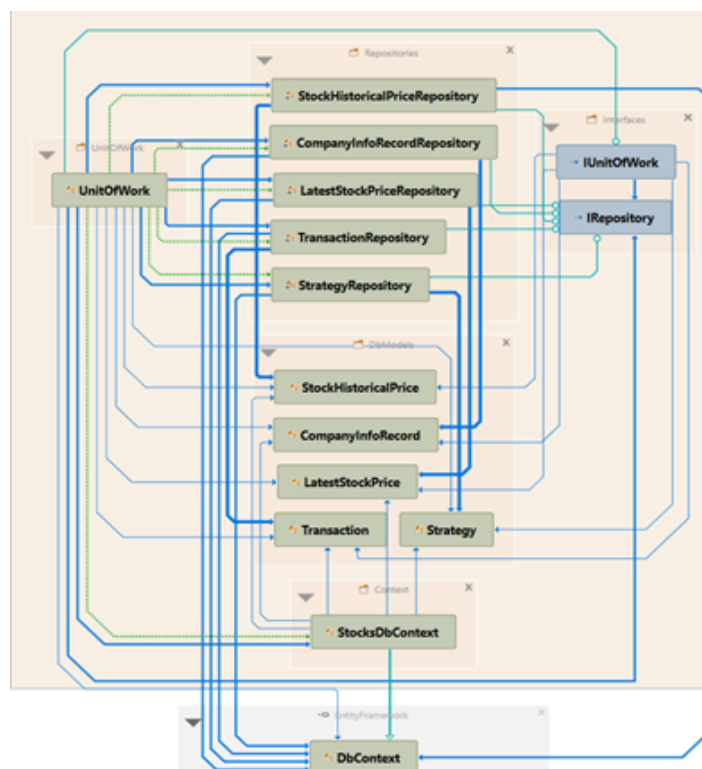 Repositories
StockHistoricalPriceRepository
Interfaces
CompanyInfoRecordRepository
UnitOfWork
IUnitOfWork
UnitOfWork
LatestStockPriceRepository
IRepository
TransactionRepository
StrategyRepository
DbModels
StockHistoricalPrice
CompanyInfoRecord
LatestStockPrice
Transaction
Strategy
Context
StocksDbContext
EntityFramework
DbContext